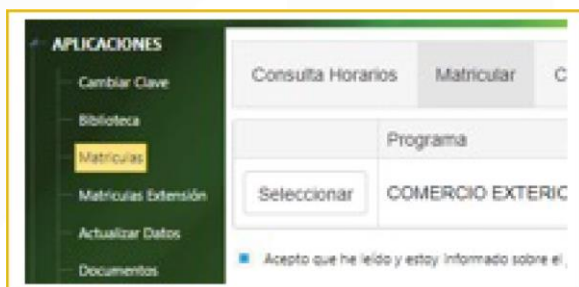 APLICACIONES
Cambiar Clave
Biblioteca
Matriculas
Matriculas Extensión
Actualizar Datos
Documentos
Consulta Horarios Matricular C
Programa
Seleccionar COMERCIO EXTERIO
Acepto que he leído y estoy informado sobre el